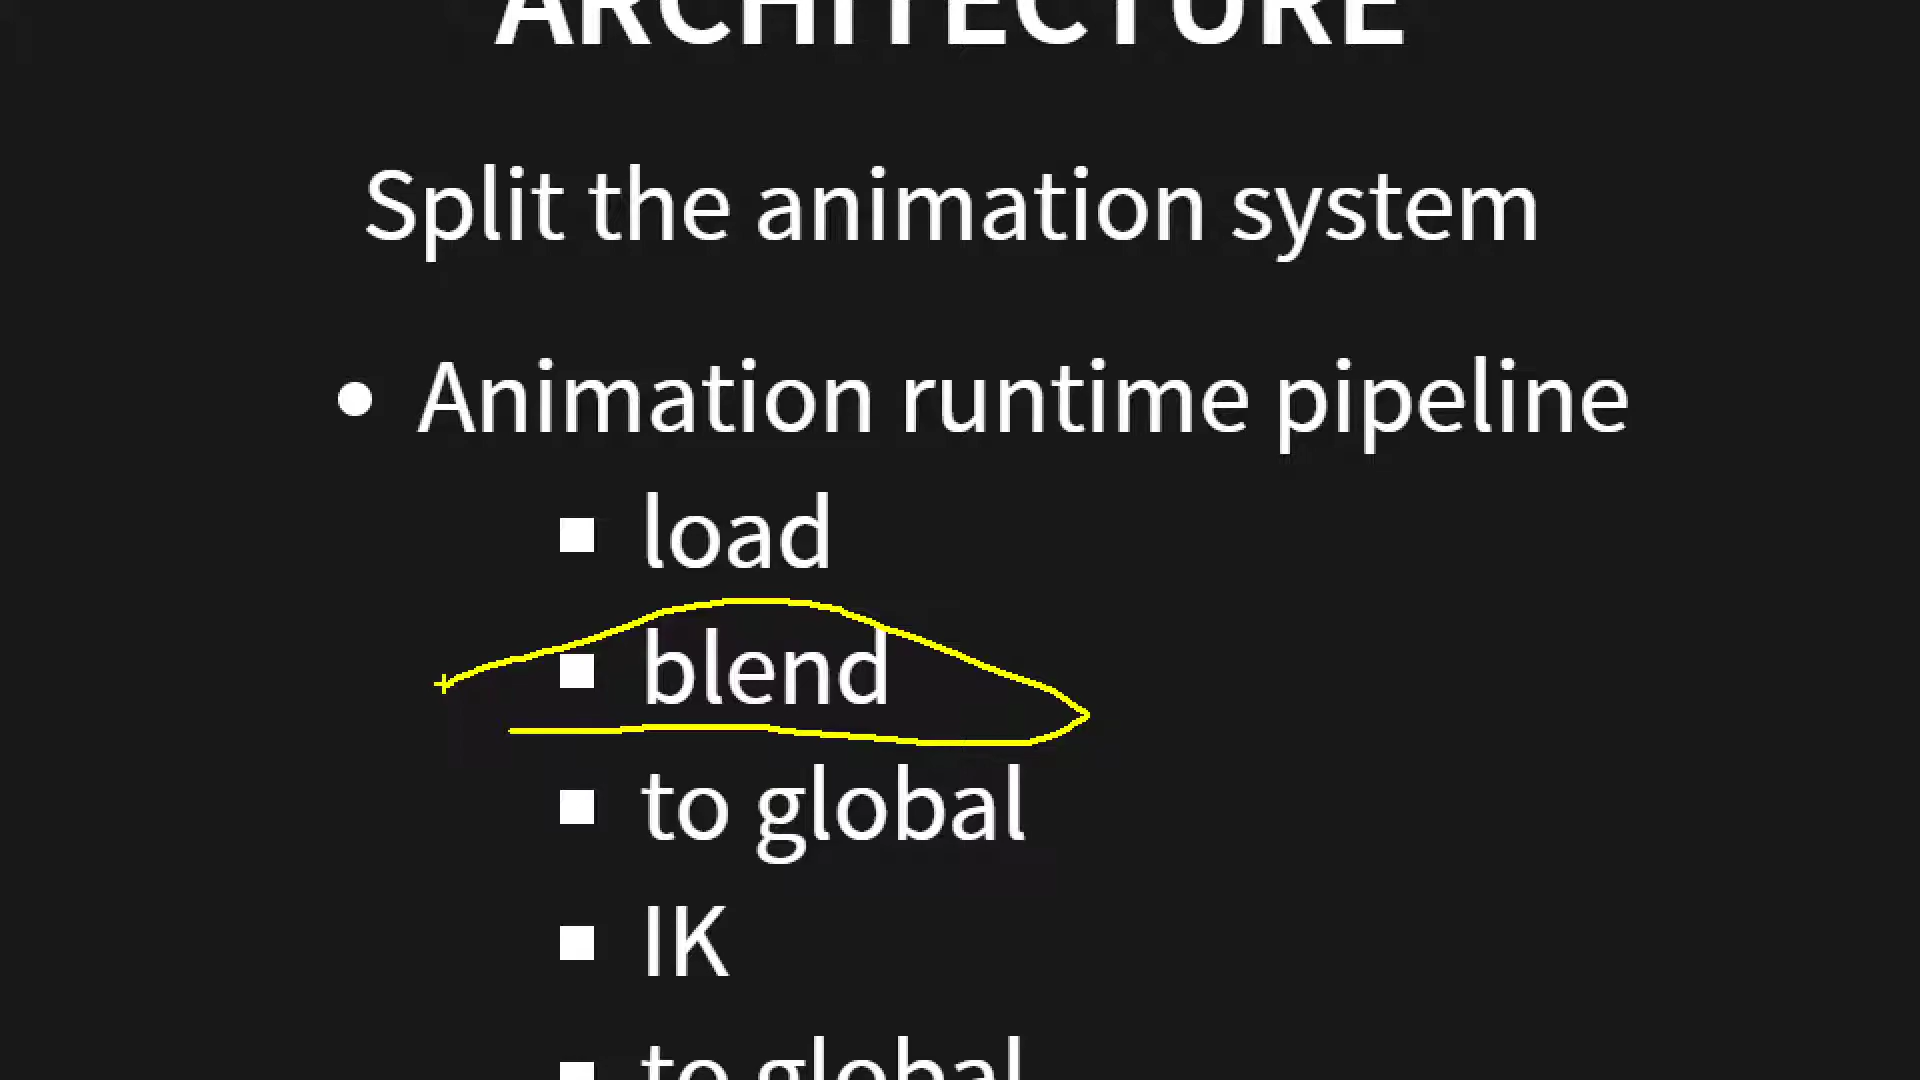 ARCHITECTURE
Split the animation system
Animation runtime pipeline
load
blend
to global
IK
to global